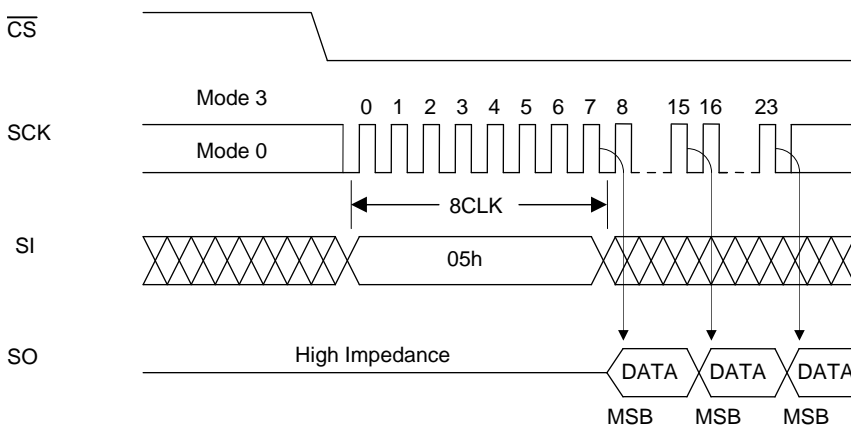 CS
Mode 3
0 1 2 3 4 5 6 7 8 15 16 23
SCK
Mode 0
8CLK
SI
05h
SO
High Impedance
DATA DATA DATA
MSB MSB MSB